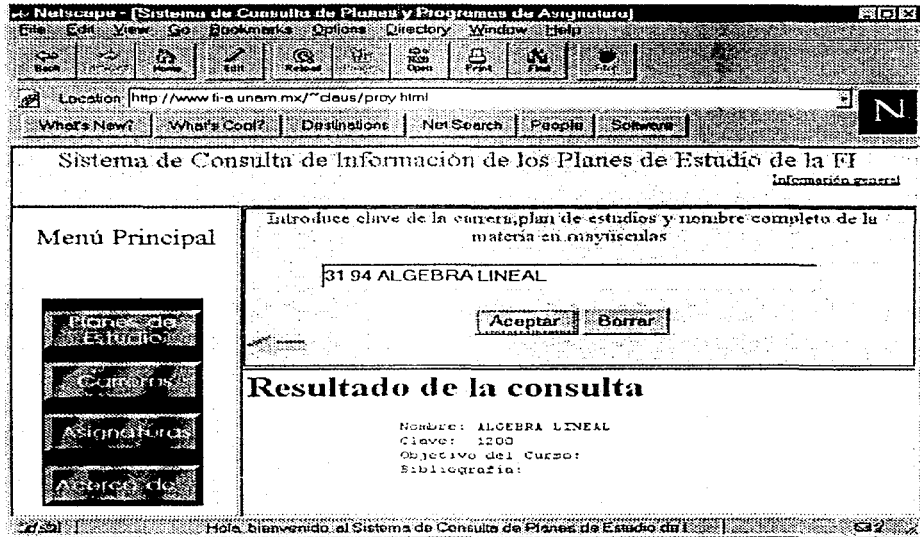 Netscape - [Sistema de Consulta de Planes y Programas de Asignatura]
File Edit View Go Bookmarks Options Directory Window Help
Back Home Edit Reload Open Print Find
Location: http://www.fi-a.unam.mx/~claus/proy.html
What's New? What's Cool? Destinations Net Search People Software
N
Sistema de Consulta de Información de los Planes de Estudio de la FI
Información general
Menú Principal
Planes de Estudio
Carreras
Asignaturas
Acerca de
Introduce clave de la carrera,plan de estudios y nombre completo de la
materia en mayúsculas
31 94 ALGEBRA LINEAL
Aceptar Borrar
Resultado de la consulta
Nombre: ALGEBRA LINEAL
Clave: 1200
Objetivo del Curso:
Bibliografia:
Hola, bienvenido al Sistema de Consulta de Planes de Estudio de l